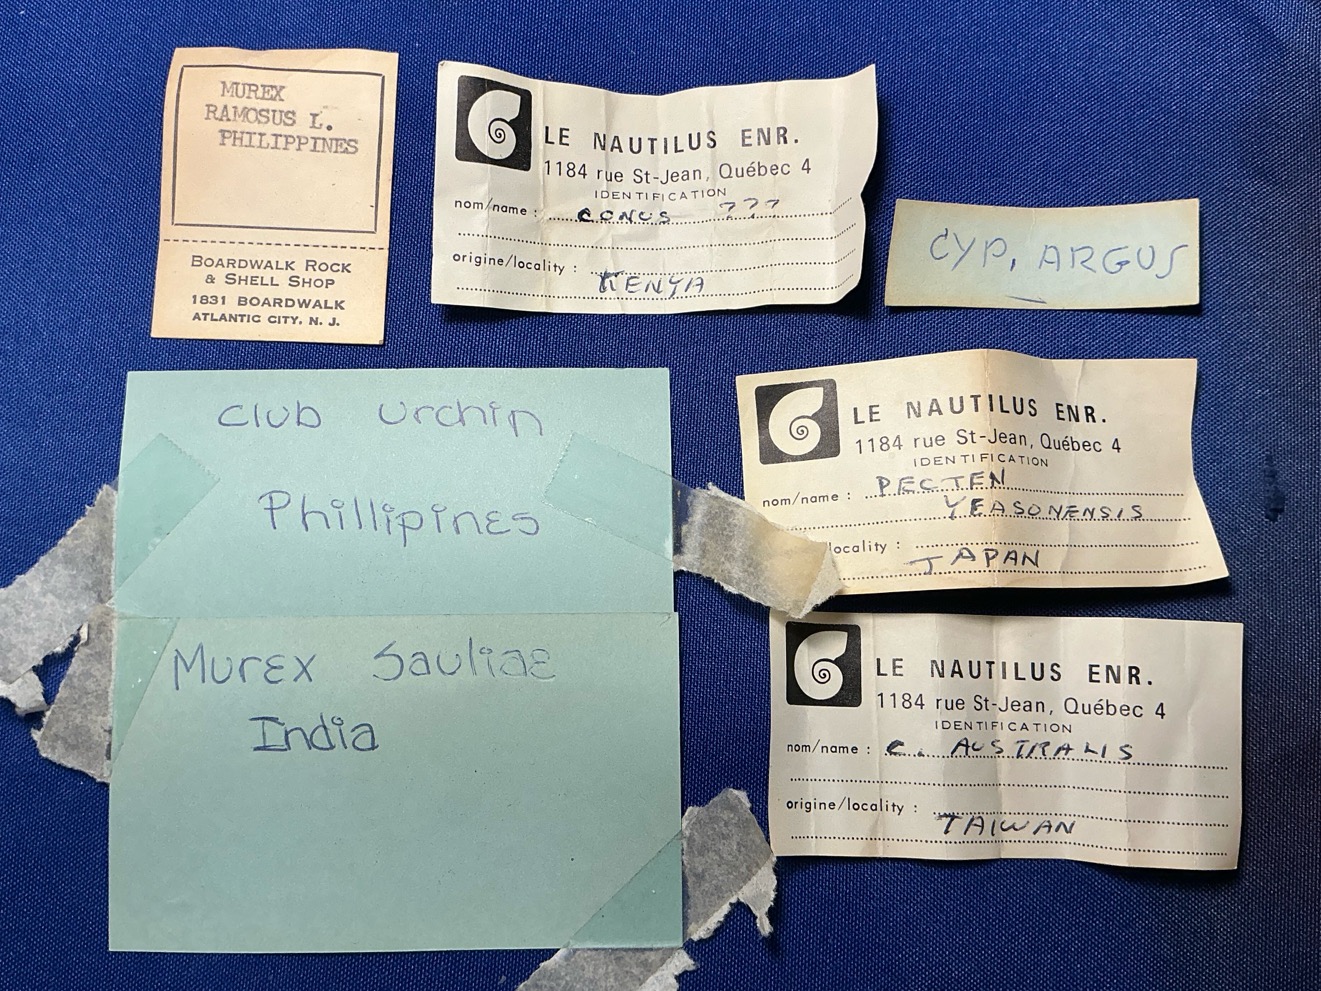 MUREX
RAMOSUS L.
PHILIPPINES
BOARDWALK ROCK
& SHELL SHOP
1831 BOARDWALK
ATLANTIC CITY, N. J.
LE NAUTILUS ENR.
1184 rue St-Jean, Québec 4
IDENTIFICATION
nom/name : CONUS ???
origine/locality :
KENYA
CYP, ARGUS
Club Urchin
Phillipines
Murex Sauliae
India
LE NAUTILUS ENR.
1184 rue St-Jean, Québec 4
IDENTIFICATION
nom/name : PECTEN
YEASONENSIS
locality :
JAPAN
LE NAUTILUS ENR.
1184 rue St-Jean, Québec 4
IDENTIFICATION
nom/name : C. AUSTRALIS
origine/locality :
TAIWAN